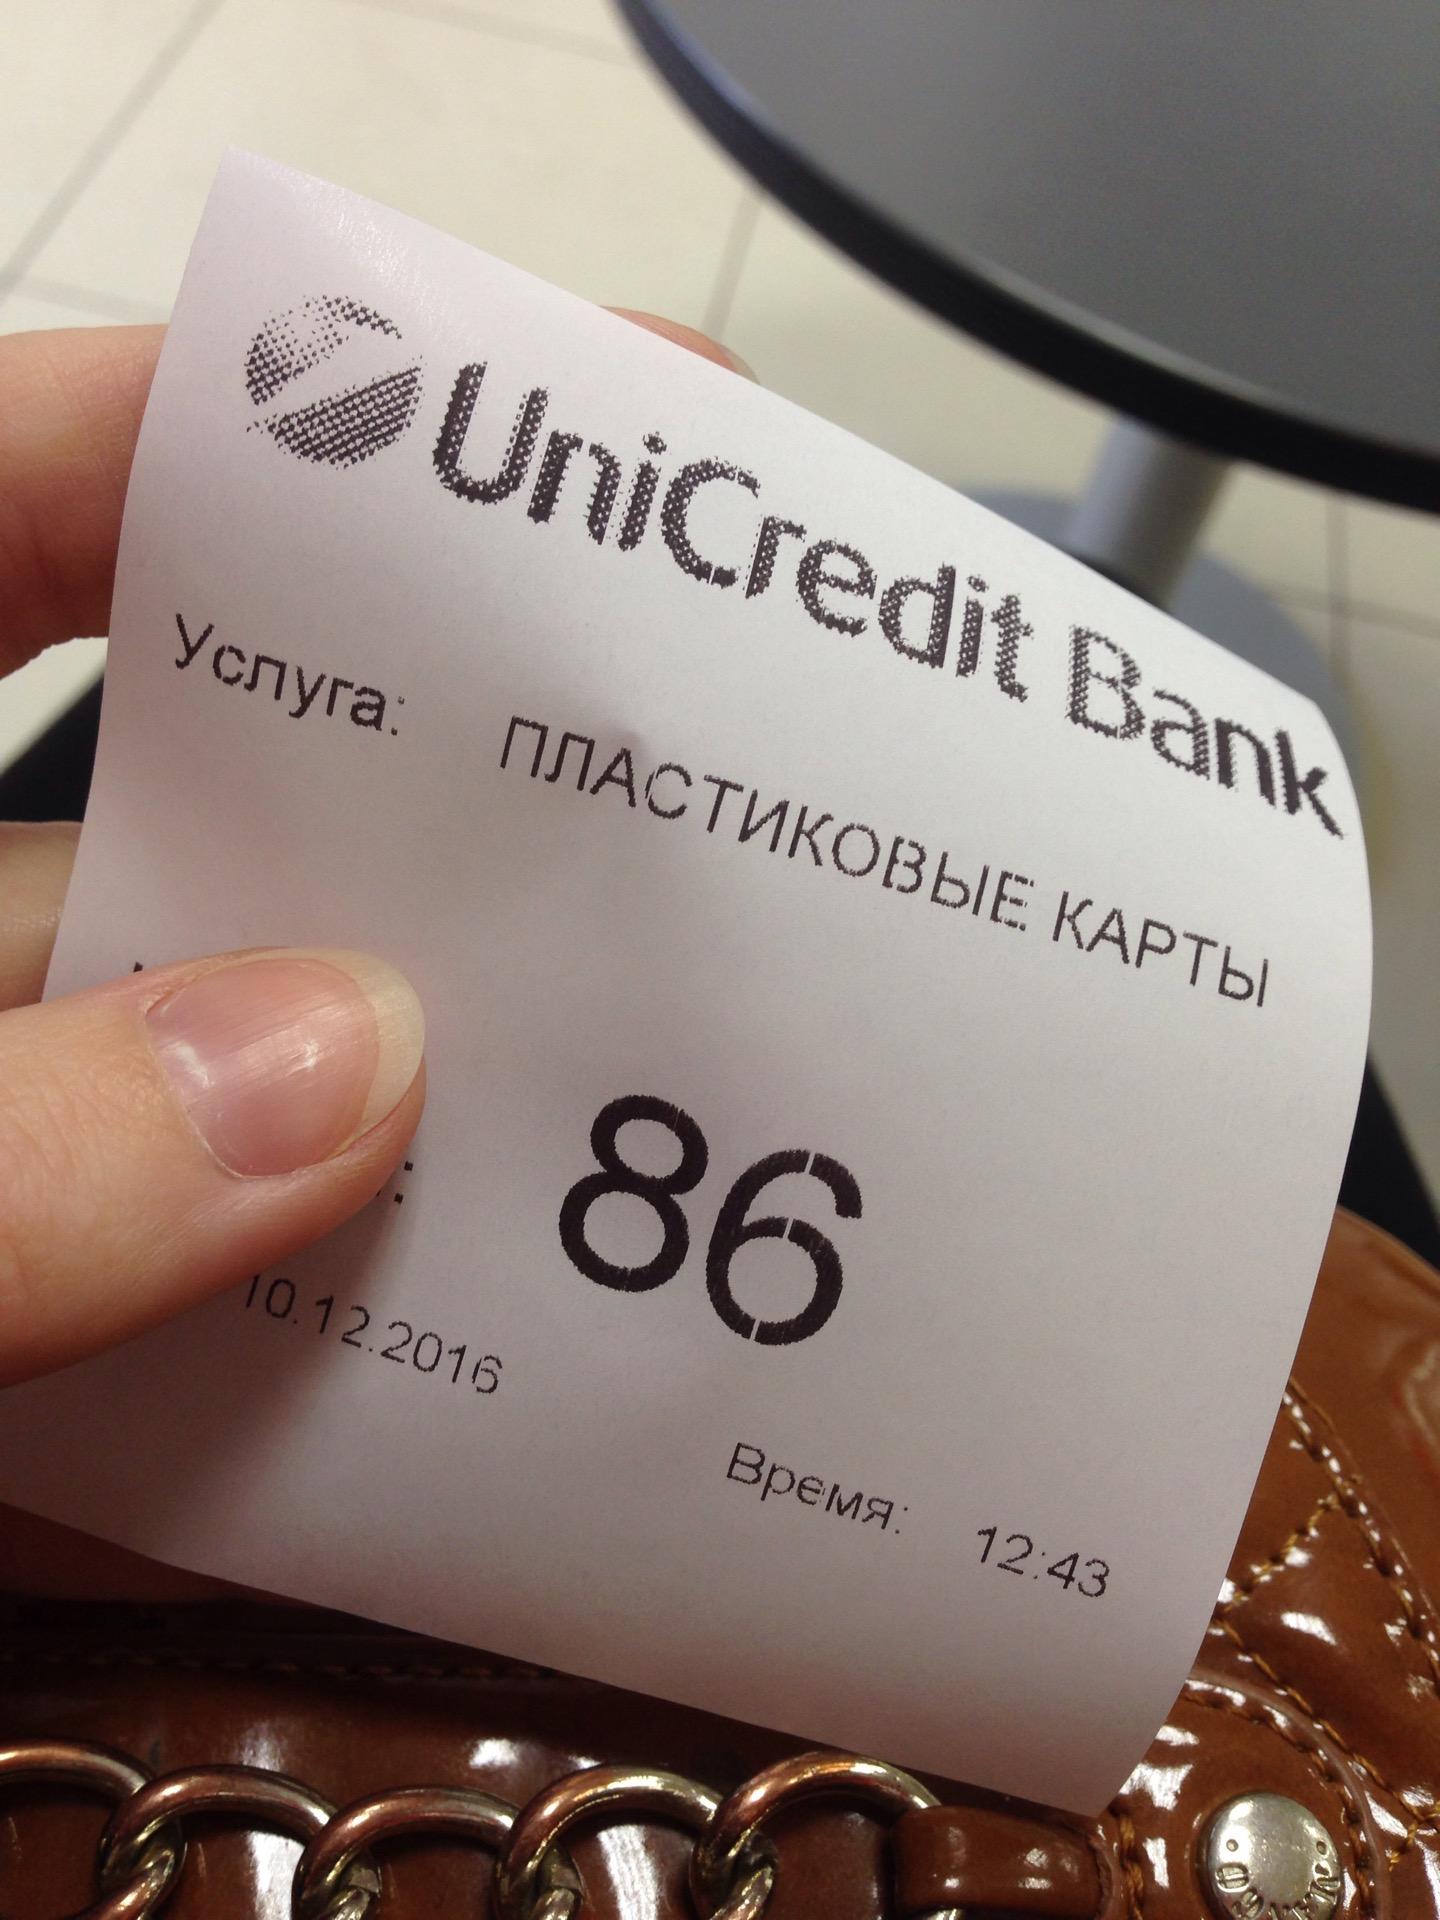 UniCredit Bank
Услуга: ПЛАСТИКОВЫЕ КАРТЫ
86
10.12.2016
Время: 12:43